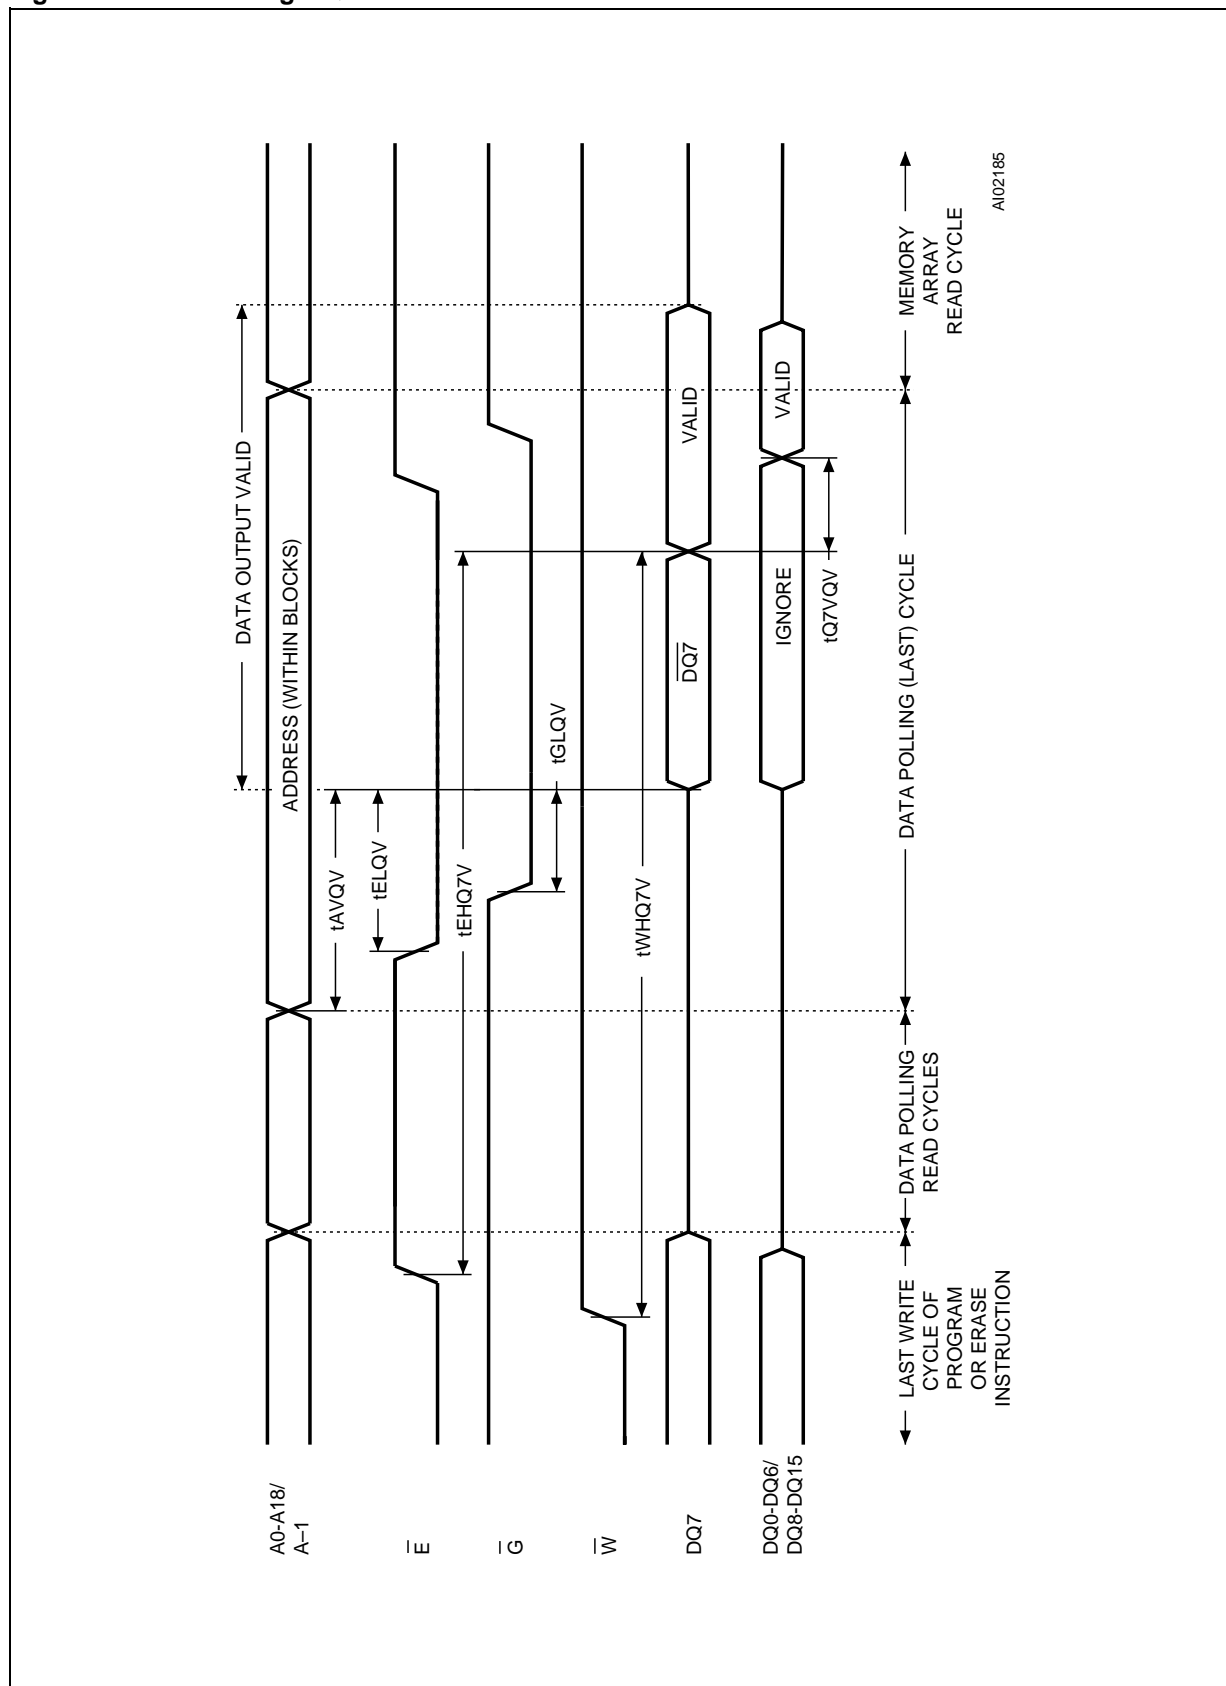 A0-A18/
A–1
E
G
W
DQ7
DQ0-DQ6/
DQ8-DQ15
DATA OUTPUT VALID
ADDRESS (WITHIN BLOCKS)
tAVQV
tELQV
tEHQ7V
tGLQV
tWHQ7V
DQ7
VALID
IGNORE
VALID
tQ7VQV
LAST WRITE
CYCLE OF
PROGRAM
OR ERASE
INSTRUCTION
DATA POLLING
READ CYCLES
DATA POLLING (LAST) CYCLE
MEMORY
ARRAY
READ CYCLE
AI02185